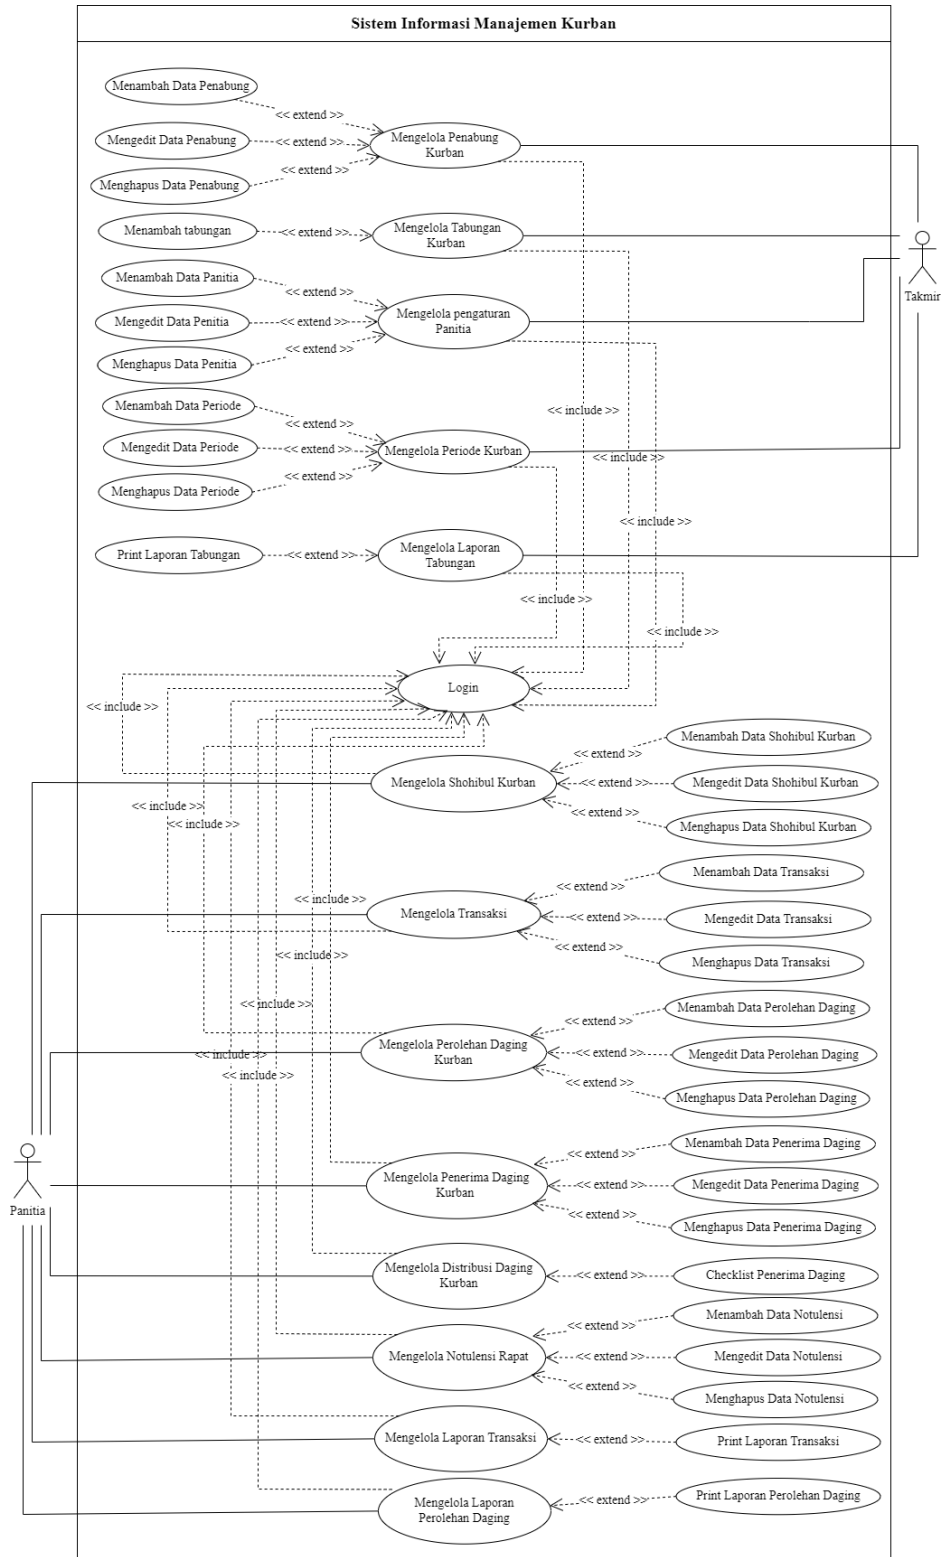 Sistem Informasi Manajemen Kurban
Menambah Data Penabung
<< extend >>
Mengedit Data Penabung
<< extend >>
Mengelola Penabung
Kurban
Menghapus Data Penabung
<< extend >>
Menambah tabungan
<< extend >>
Mengelola Tabungan
Kurban
Takmir
Menambah Data Panitia
<< extend >>
Mengedit Data Penitia
<< extend >>
Mengelola pengaturan
Panitia
Menghapus Data Penitia
<< extend >>
Menambah Data Periode
<< include >>
<< extend >>
Mengedit Data Periode
<< extend >>
Mengelola Periode Kurban
<< include >>
Menghapus Data Periode
<< extend >>
<< include >>
Print Laporan Tabungan
<< extend >>
Mengelola Laporan
Tabungan
<< include >>
<< include >>
Login
<< include >>
Menambah Data Shohibul Kurban
<< extend >>
Mengelola Shohibul Kurban
<< extend >>
Mengedit Data Shohibul Kurban
<< include >>
<< extend >>
<< include >>
Menghapus Data Shohibul Kurban
Menambah Data Transaksi
<< extend >>
<< include >>
Mengelola Transaksi
<< extend >>
Mengedit Data Transaksi
<< extend >>
<< include >>
Menghapus Data Transaksi
<< include >>
Menambah Data Perolehan Daging
<< extend >>
Mengelola Perolehan Daging
Kurban
<< extend >>
Mengedit Data Perolehan Daging
<< include >>
<< include >>
<< extend >>
Menghapus Data Perolehan Daging
Menambah Data Penerima Daging
<< extend >>
Mengelola Penerima Daging
Kurban
<< extend >>
Mengedit Data Penerima Daging
Panitia
<< extend >>
Menghapus Data Penerima Daging
Mengelola Distribusi Daging
Kurban
<< extend >>
Checklist Penerima Daging
Menambah Data Notulensi
<< extend >>
Mengelola Notulensi Rapat
<< extend >>
Mengedit Data Notulensi
<< extend >>
Menghapus Data Notulensi
Mengelola Laporan Transaksi
<< extend >>
Print Laporan Transaksi
Mengelola Laporan
Perolehan Daging
<< extend >>
Print Laporan Perolehan Daging